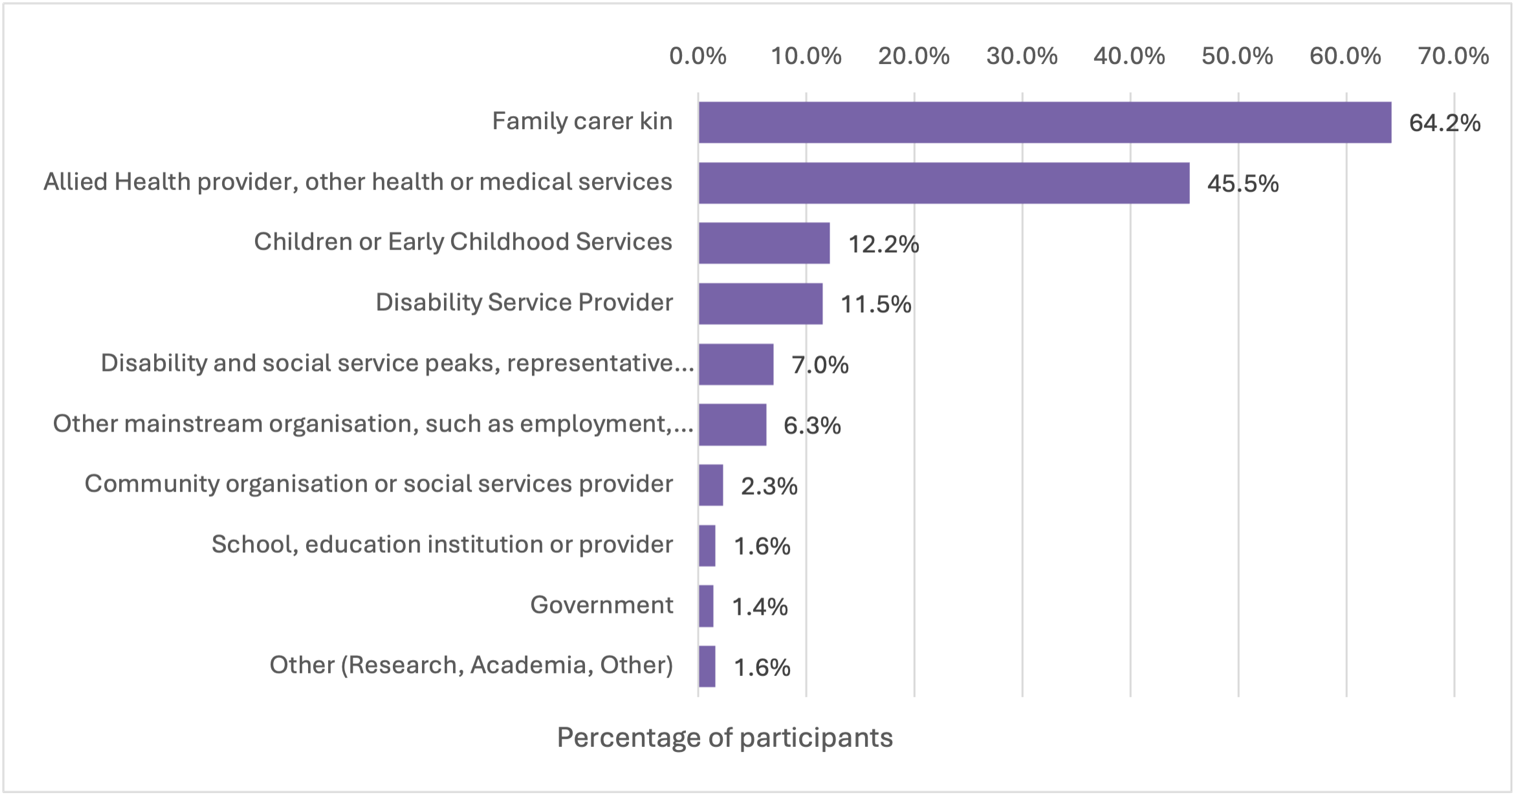 0.0% 10.0% 20.0% 30.0% 40.0% 50.0% 60.0% 70.0%
Family carer kin 64.2%
Allied Health provider, other health or medical services 45.5%
Children or Early Childhood Services 12.2%
Disability Service Provider 11.5%
Disability and social service peaks, representative... 7.0%
Other mainstream organisation, such as employment,... 6.3%
Community organisation or social services provider 2.3%
School, education institution or provider 1.6%
Government 1.4%
Other (Research, Academia, Other) 1.6%
Percentage of participants